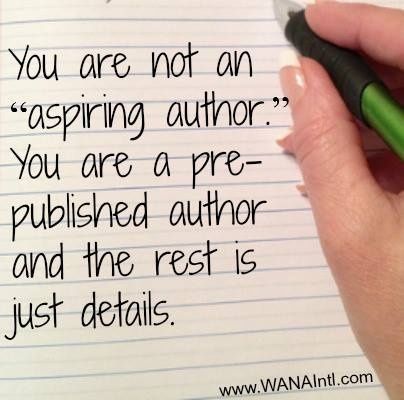 You are not an
“aspiring author.”
You are a pre-
published author
and the rest is
just details.
www.WANAIntl.com